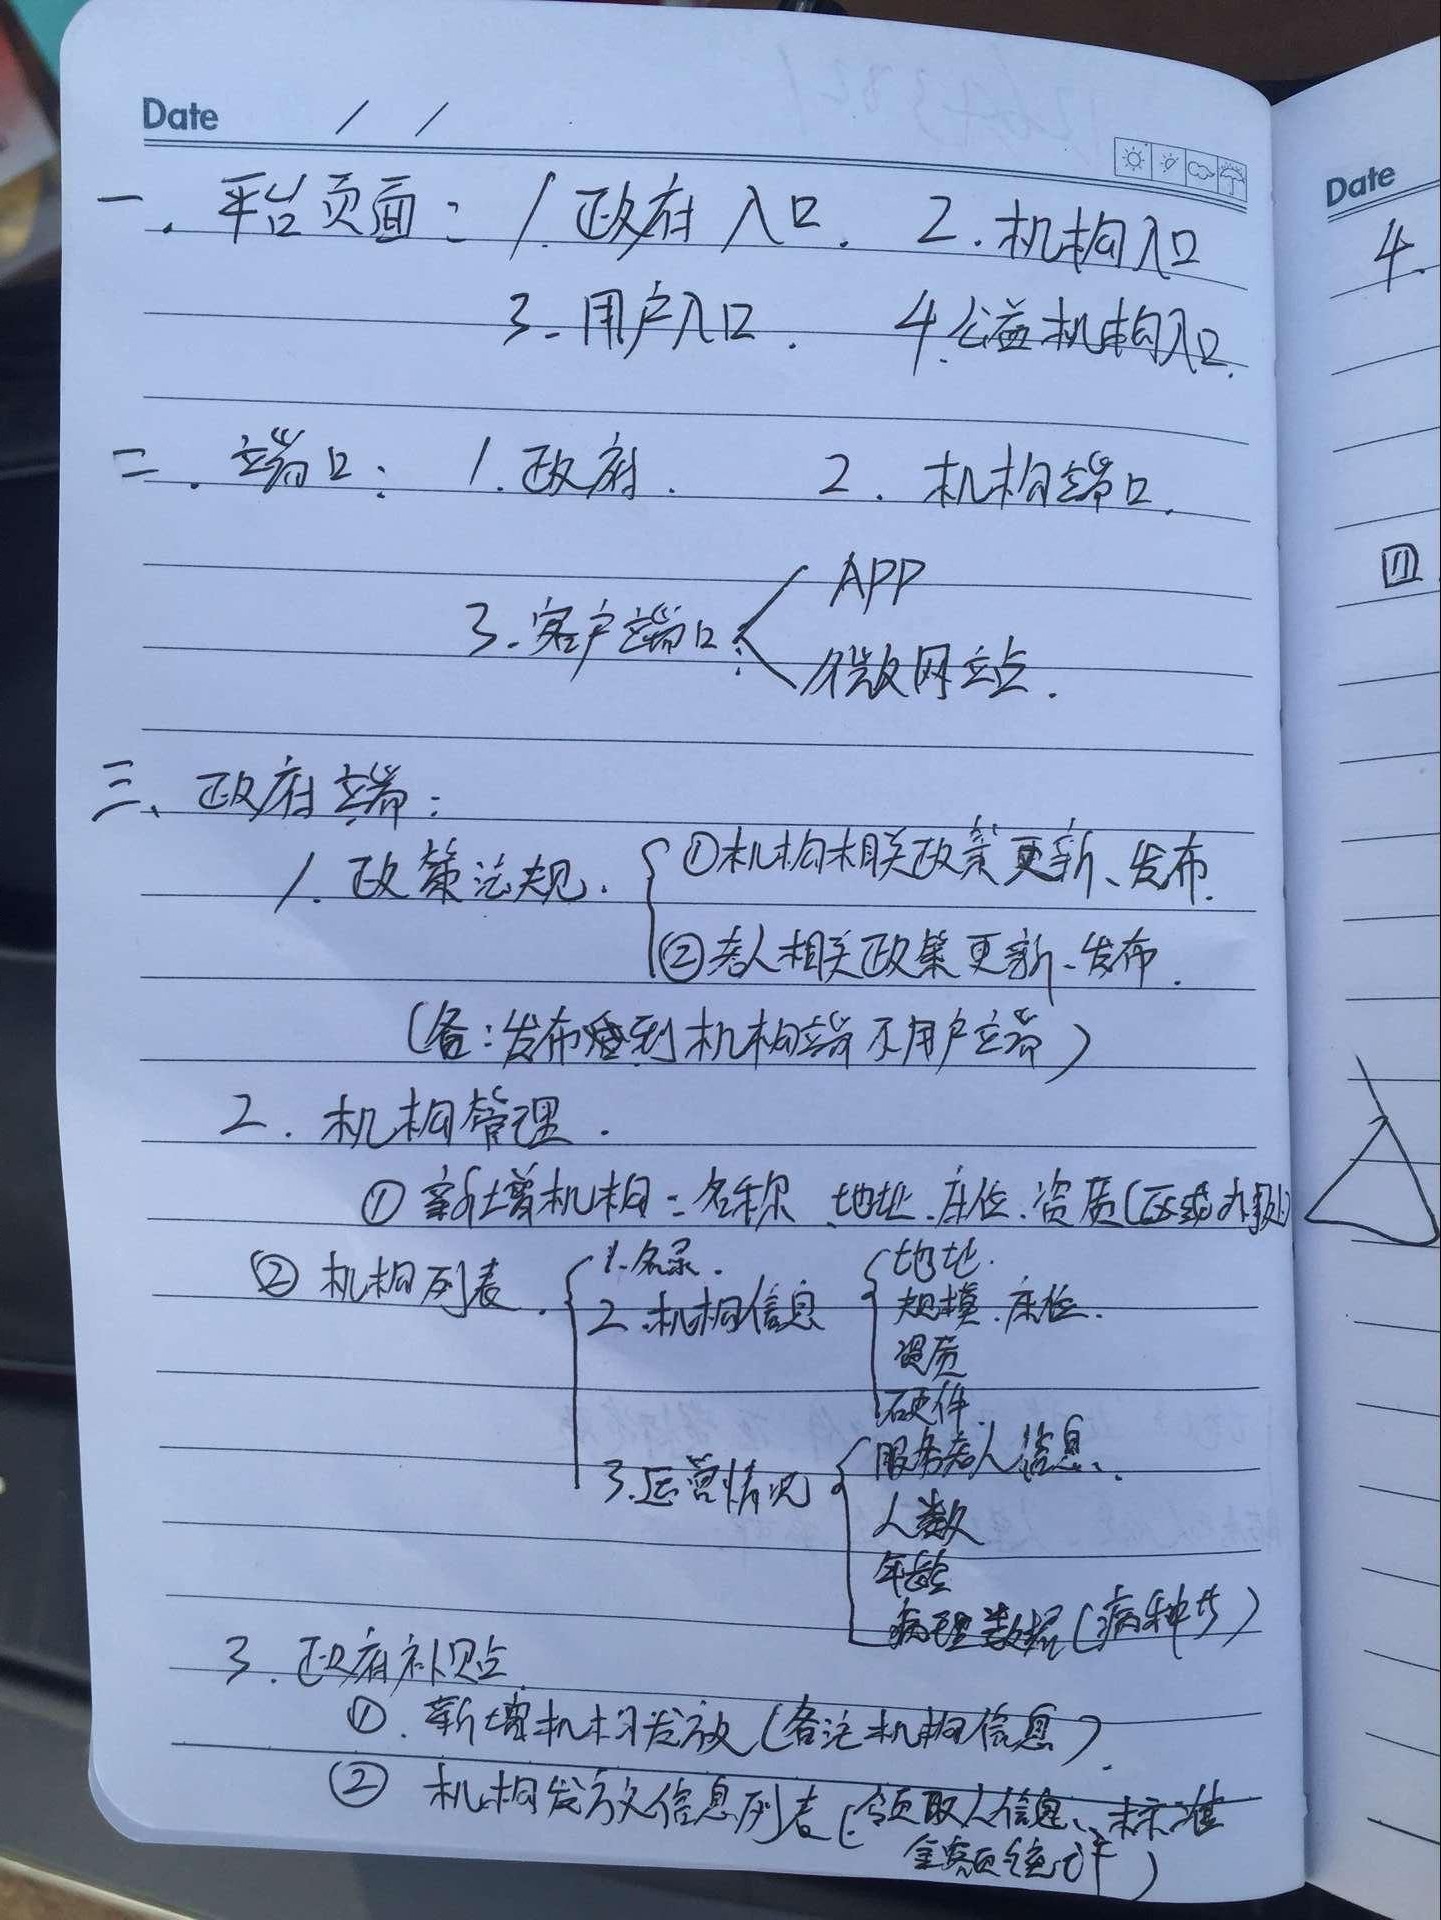 Date / /
一. 平台页面: 1. 政府入口. 2. 机构入口
3. 用户入口. 4. 公益机构入口.
二. 端口: 1. 政府. 2. 机构端口.
3. 客户端口: APP
微网站点.
三、政府端:
1. 政策法规. ①机构相关政策更新、发布.
②老人相关政策更新、发布.
(备:发布到机构端不用户端)
2. 机构管理.
①新增机构: 名称、地址、床位、资质(
②机构列表. 1. 名录.
2. 机构信息 地址.
规模、床位.
资质
硬件
3. 运营情况 服务老人信息、
人数
年龄
病理数据(病种等)
3. 政府补贴
①. 新增机构发放(备注机构信息).
② 机构发放信息列表(领取人信息、标准
金额统计)
Date
4.
四